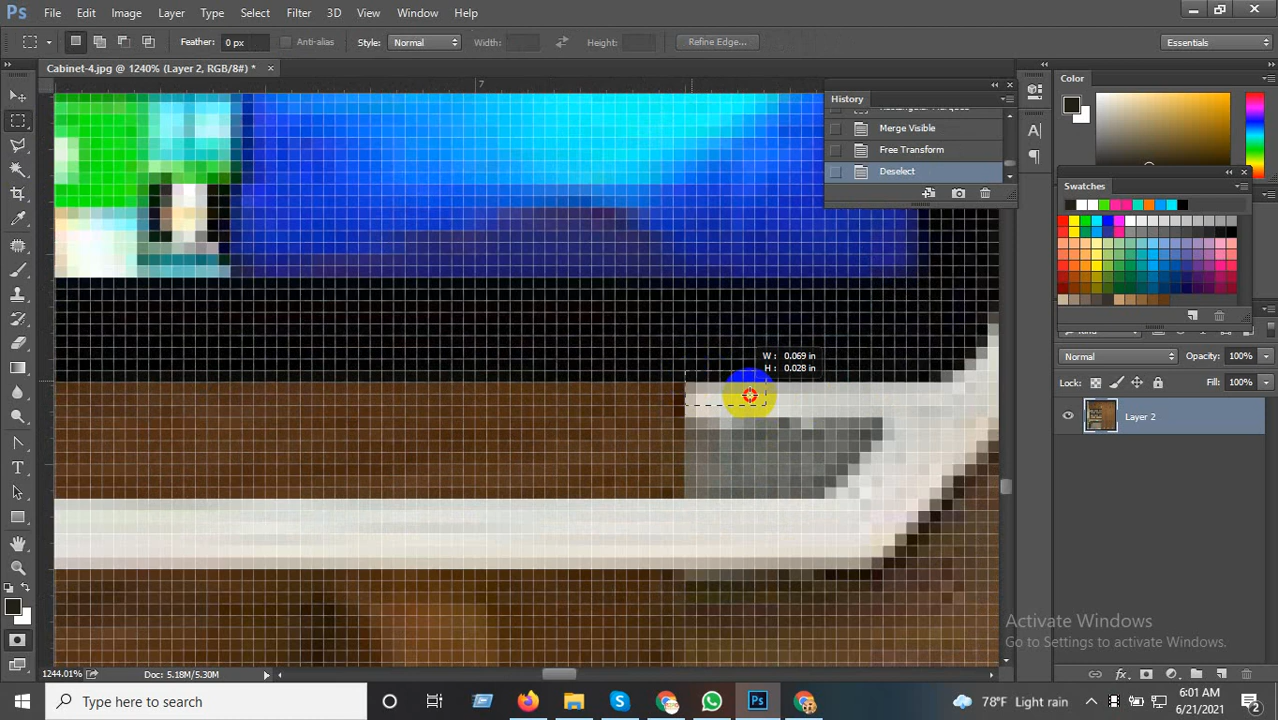 Ps File Edit Image Layer Type Select Filter 3D View Window Help
Feather: 0 px Anti-alias Style: Normal Width: Height: Refine Edge... Essentials
Cabinet-4.jpg @ 1240% (Layer 2, RGB/8#) *
7
History
Merge Visible
Free Transform
Deselect
Color
Swatches
W: 0.069 in
H: 0.028 in
Normal Opacity: 100%
Lock: Fill: 100%
Layer 2
Activate Windows
Go to Settings to activate Windows.
1244.01% Doc: 5.18M/5.30M
Type here to search
78°F Light rain
6:01 AM
6/21/2021
2